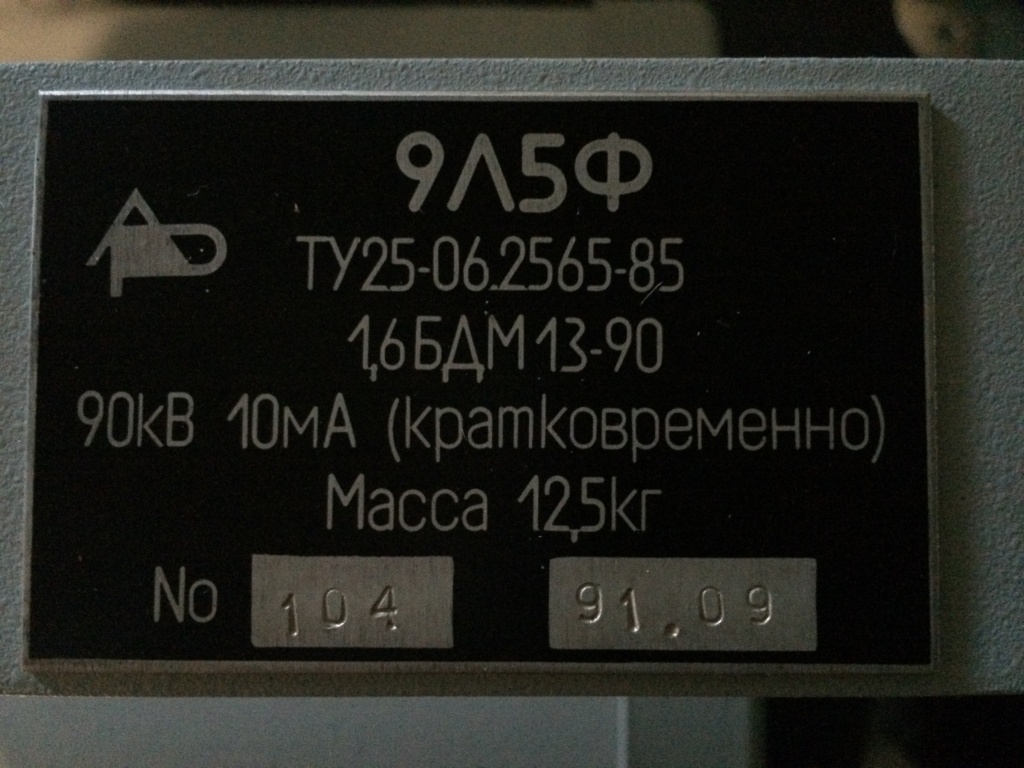 9Л5Ф
ТУ25-06.2565-85
1,6БДМ13-90
90кВ 10мА (кратковременно)
Масса 12,5кг
No 104 91.09